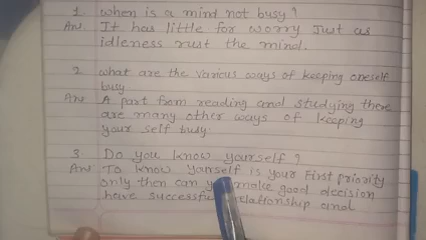 1 when is a mind not busy?
Ans. It has little for worry Just as
idleness rust the mind.
2 what are the various ways of keeping oneself
busy
Ans A part from reading and studying there
are many other ways of keeping
your self busy.
3 Do you know yourself?
Ans To know yourself is your First priority
only then can make good decision
have relationship and